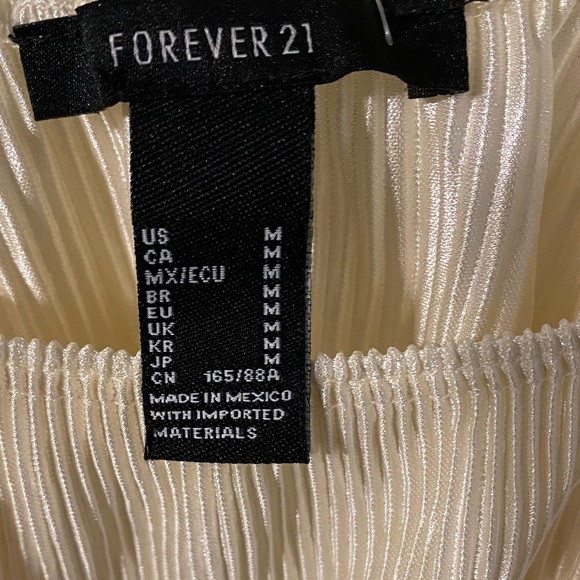 FOREVER 21
US M
CA M
MX/ECU M
BR M
EU M
UK M
KR M
JP M
CN 165/88A
MADE IN MEXICO
WITH IMPORTED
MATERIALS